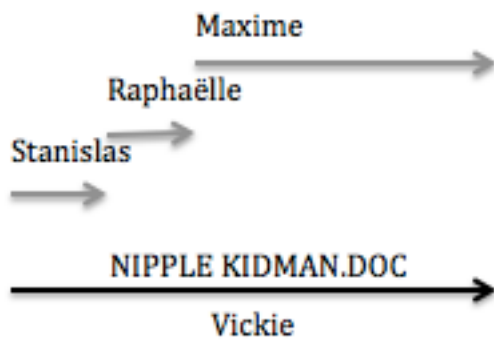 Maxime
Raphaëlle
Stanislas
NIPPLE KIDMAN.DOC
Vickie